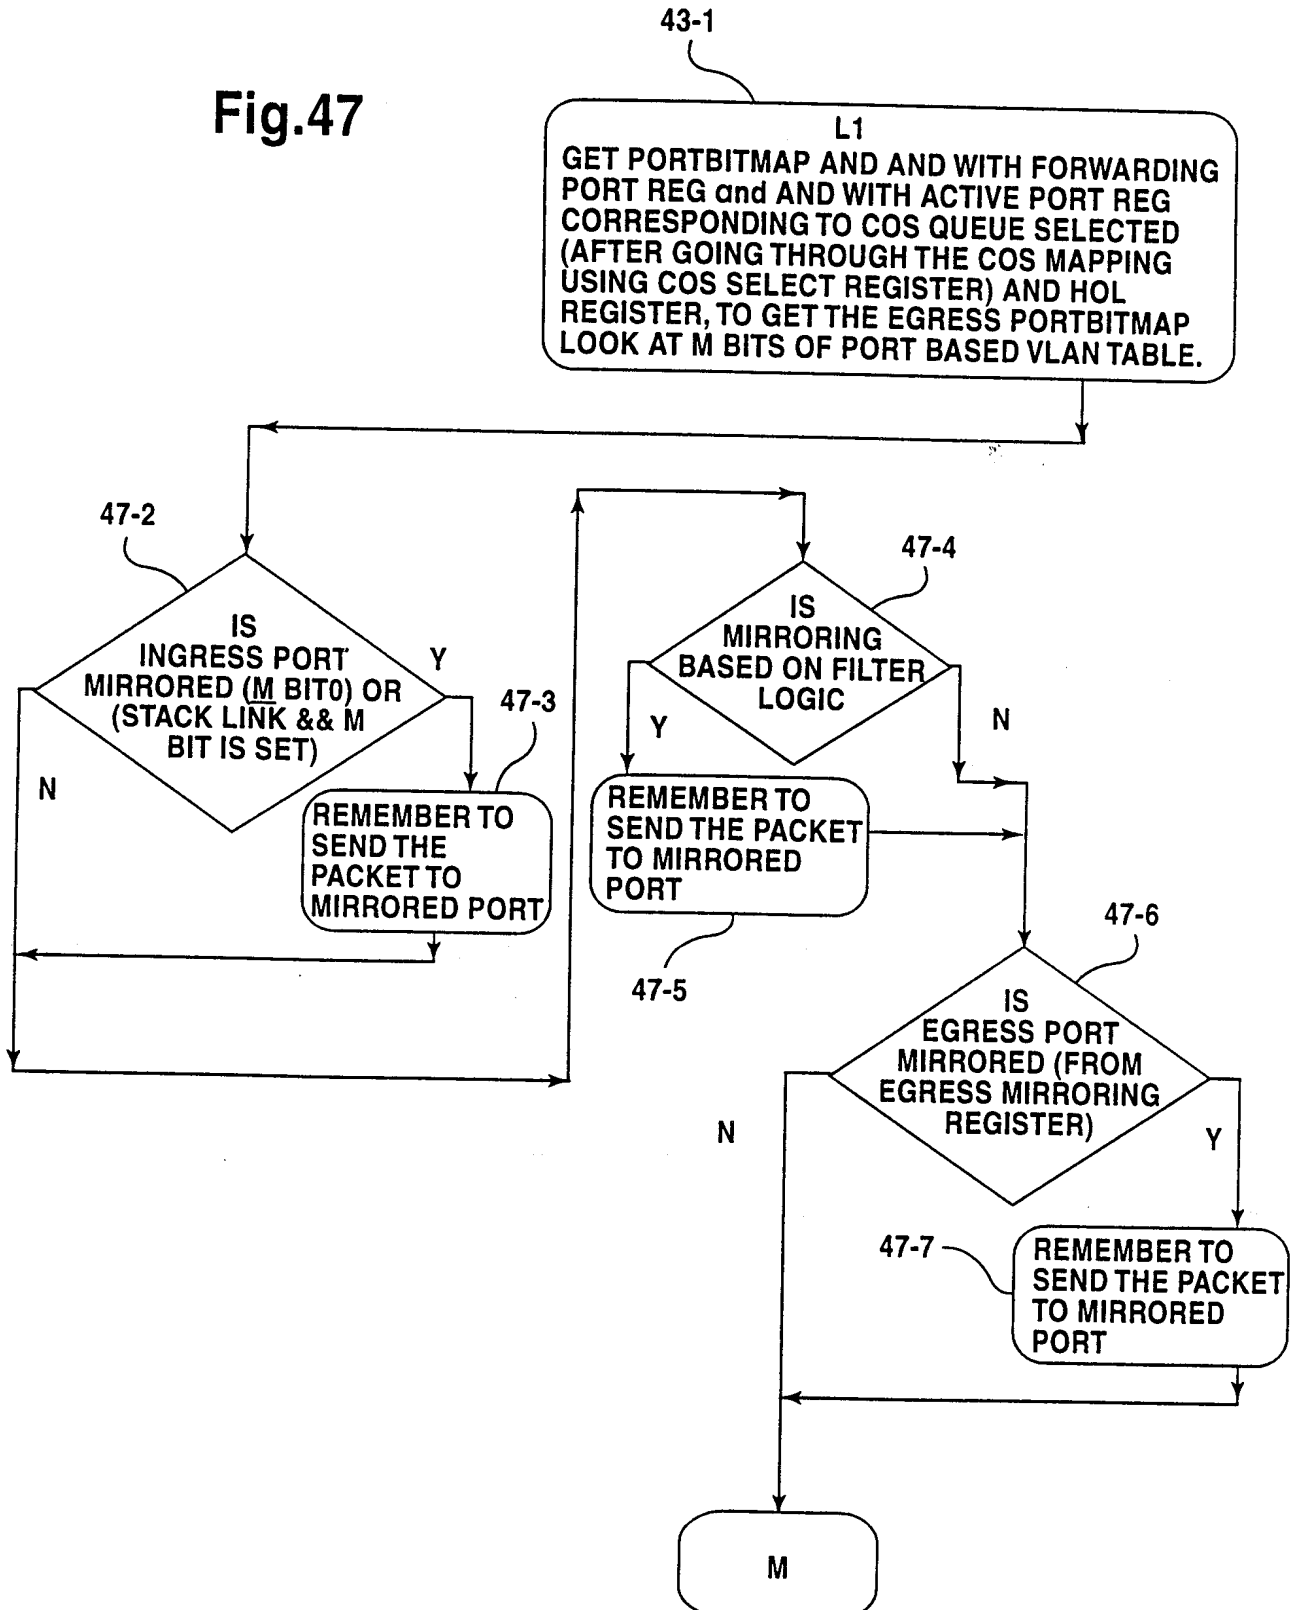 43-1
Fig.47
L1
GET PORTBITMAP AND AND WITH FORWARDING
PORT REG and AND WITH ACTIVE PORT REG
CORRESPONDING TO COS QUEUE SELECTED
(AFTER GOING THROUGH THE COS MAPPING
USING COS SELECT REGISTER) AND HOL
REGISTER, TO GET THE EGRESS PORTBITMAP
LOOK AT M BITS OF PORT BASED VLAN TABLE.
47-2
IS
INGRESS PORT
MIRRORED (M BIT0) OR
(STACK LINK && M
BIT IS SET)
Y
N
47-3
REMEMBER TO
SEND THE
PACKET TO
MIRRORED PORT
47-4
IS
MIRRORING
BASED ON FILTER
LOGIC
Y
N
REMEMBER TO
SEND THE PACKET
TO MIRRORED
PORT
47-5
47-6
IS
EGRESS PORT
MIRRORED (FROM
EGRESS MIRRORING
REGISTER)
N
Y
47-7
REMEMBER TO
SEND THE PACKET
TO MIRRORED
PORT
M